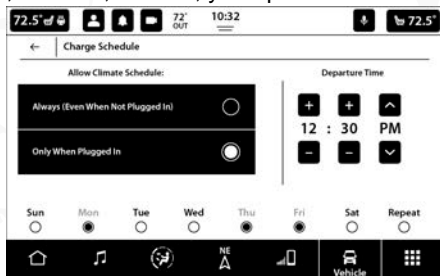 72.5° 72° OUT 10:32 72.5°
← Charge Schedule
Allow Climate Schedule: Departure Time
Always (Even When Not Plugged In)
+ +
12 : 30 PM
Only When Plugged In
- -
Sun Mon Tue Wed Thu Fri Sat Repeat
NE
A
Vehicle